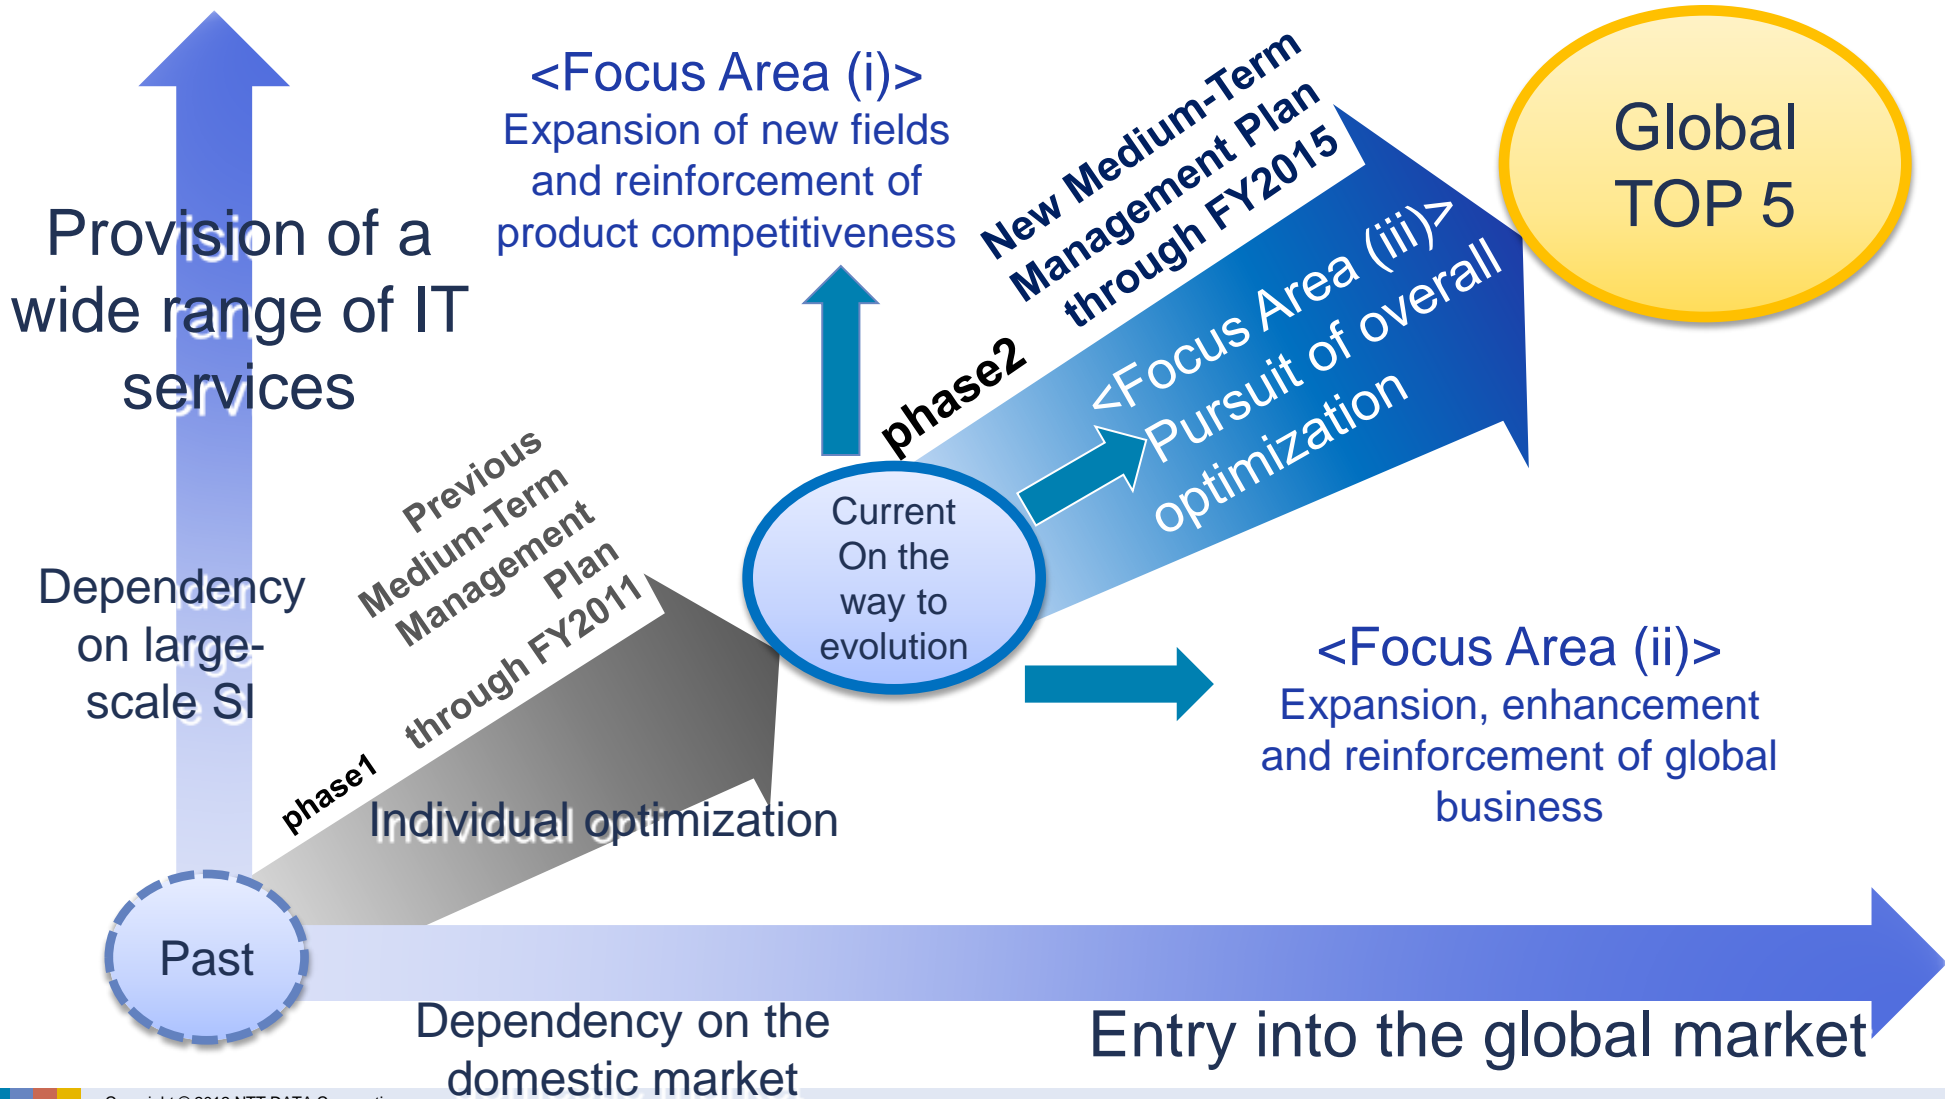 <Focus Area (i)>
Expansion of new fields
and reinforcement of
product competitiveness
New Medium-Term
Management Plan
through FY2015
Global
TOP 5
Provision of a
wide range of IT
services
phase2
<Focus Area (iii)>
Pursuit of overall
optimization
Previous
Medium-Term
Management
Plan
through FY2011
Current
On the
way to
evolution
Dependency
on large-
scale SI
<Focus Area (ii)>
Expansion, enhancement
and reinforcement of global
business
phase1
Individual optimization
Past
Dependency on the
domestic market
Entry into the global market
NTT DATA